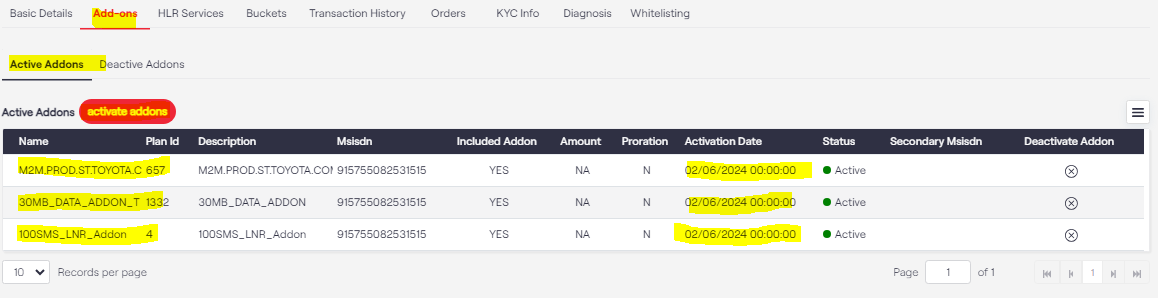 Basic Details Add-ons HLR Services Buckets Transaction History Orders KYC Info Diagnosis Whitelisting
Active Addons Deactive Addons
Active Addons activate addons
Name Plan Id Description Msisdn Included Addon Amount Proration Activation Date Status Secondary Msisdn Deactivate Addon
M2M.PROD.ST.TOYOTA.C 657 M2M.PROD.ST.TOYOTA.COM 915755082531515 YES NA N 02/06/2024 00:00:00 Active
30MB_DATA_ADDON_T 1332 30MB_DATA_ADDON 915755082531515 YES NA N 02/06/2024 00:00:00 Active
100SMS_LNR_Addon 4 100SMS_LNR_Addon 915755082531515 YES NA N 02/06/2024 00:00:00 Active
10 Records per page Page 1 of 1 1